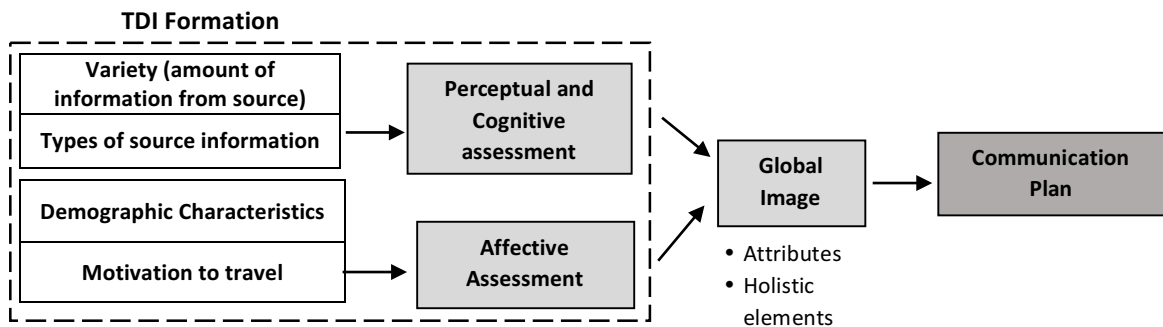 TDI Formation
Variety (amount of
information from source)
Types of source information
Demographic Characteristics
Motivation to travel
Perceptual and
Cognitive
assessment
Affective
Assessment
Global
Image
• Attributes
• Holistic
elements
Communication
Plan